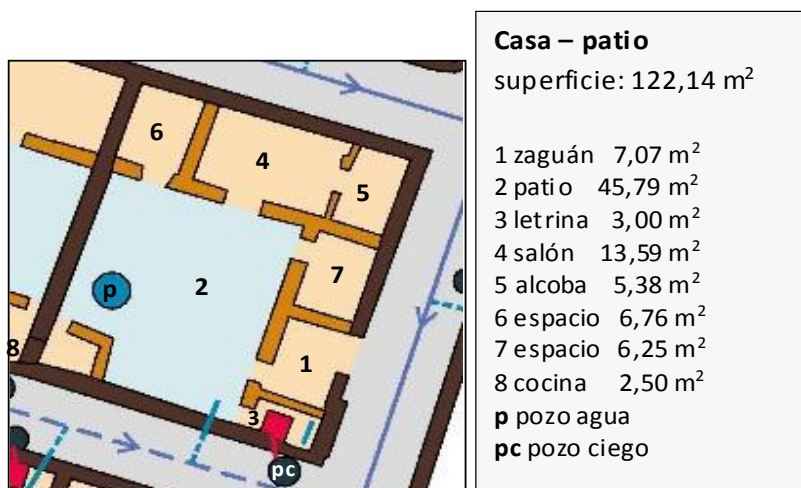 6
4
5
7
2
p
1
8
3
pc
Casa – patio
superficie: 122,14 m²
1 zaguán 7,07 m²
2 patio 45,79 m²
3 letrina 3,00 m²
4 salón 13,59 m²
5 alcoba 5,38 m²
6 espacio 6,76 m²
7 espacio 6,25 m²
8 cocina 2,50 m²
p pozo agua
pc pozo ciego